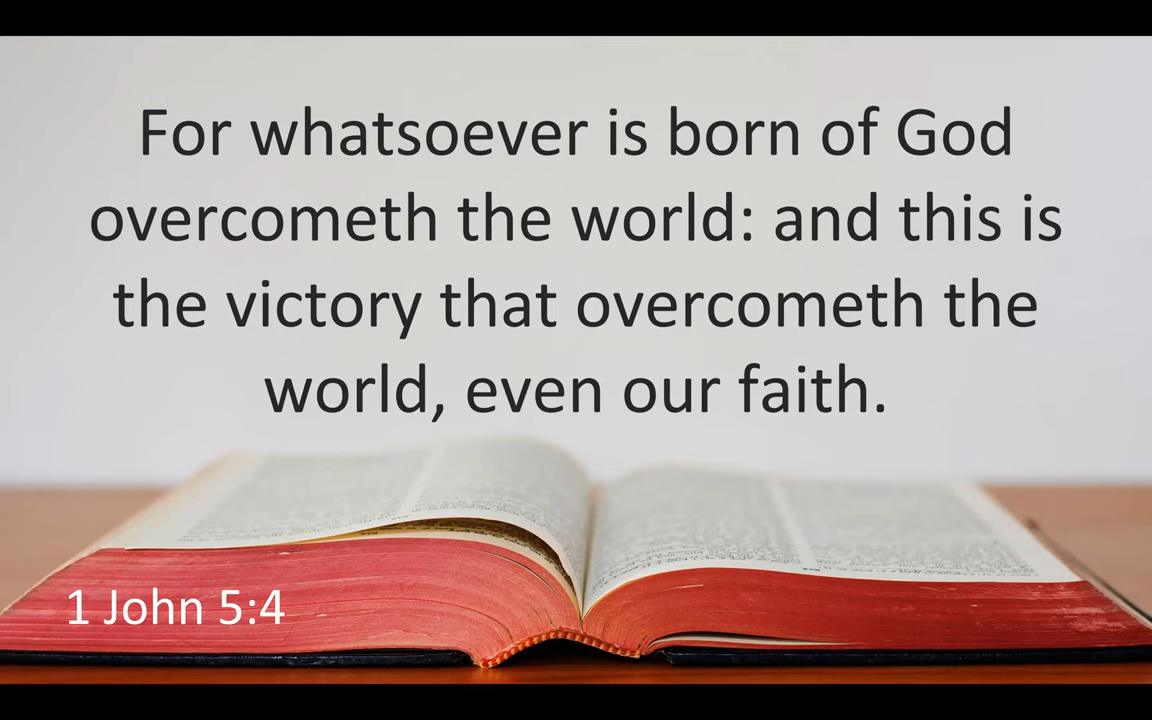 For whatsoever is born of God
overcometh the world: and this is
the victory that overcometh the
world, even our faith.
1 John 5:4